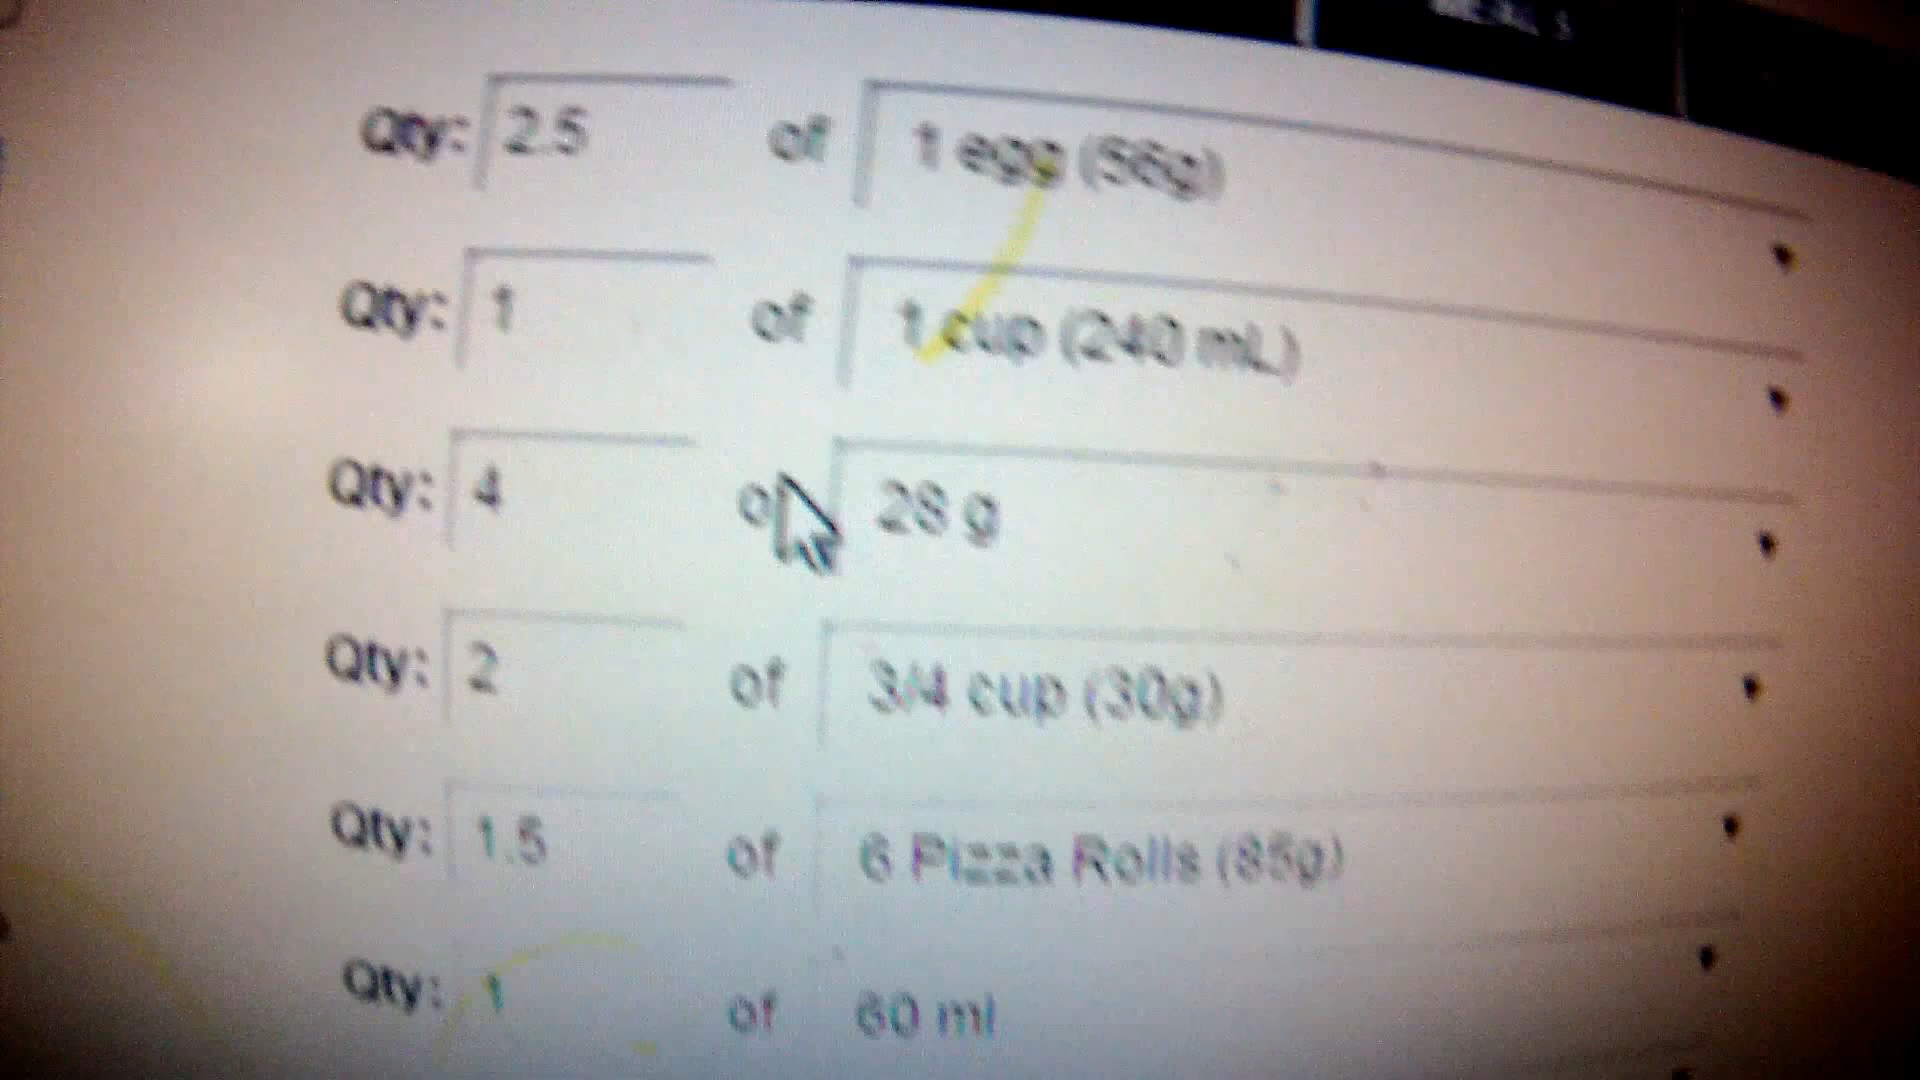 MEAL 5
Qty: 2.5 of 1 egg (56g)
Qty: 1 of 1 cup (240 mL)
Qty: 4 of 28 g
Qty: 2 of 3/4 cup (30g)
Qty: 1.5 of 6 Pizza Rolls (85g)
Qty: 1 of 60 ml